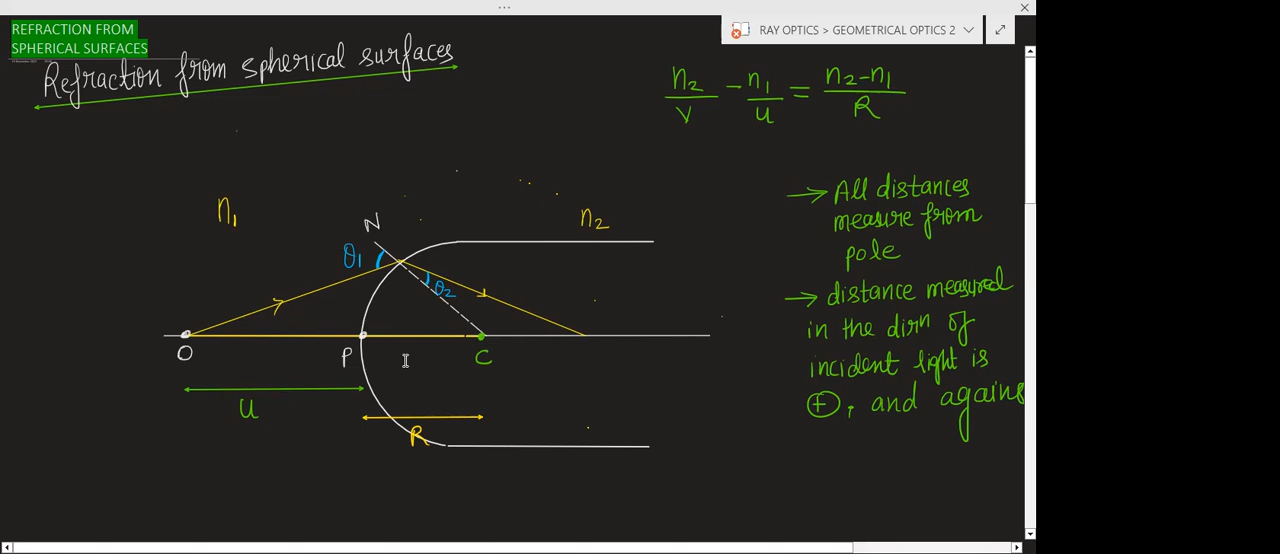 REFRACTION FROM
SPHERICAL SURFACES
RAY OPTICS > GEOMETRICAL OPTICS 2
Refraction from spherical surfaces
n2/v - n1/u = n2-n1/R
→ All distances
measure from
pole
→ distance measured
in the dirn of
incident light is
⊕, and agains
n1
N
n2
θ1
θ2
O
P
C
u
R